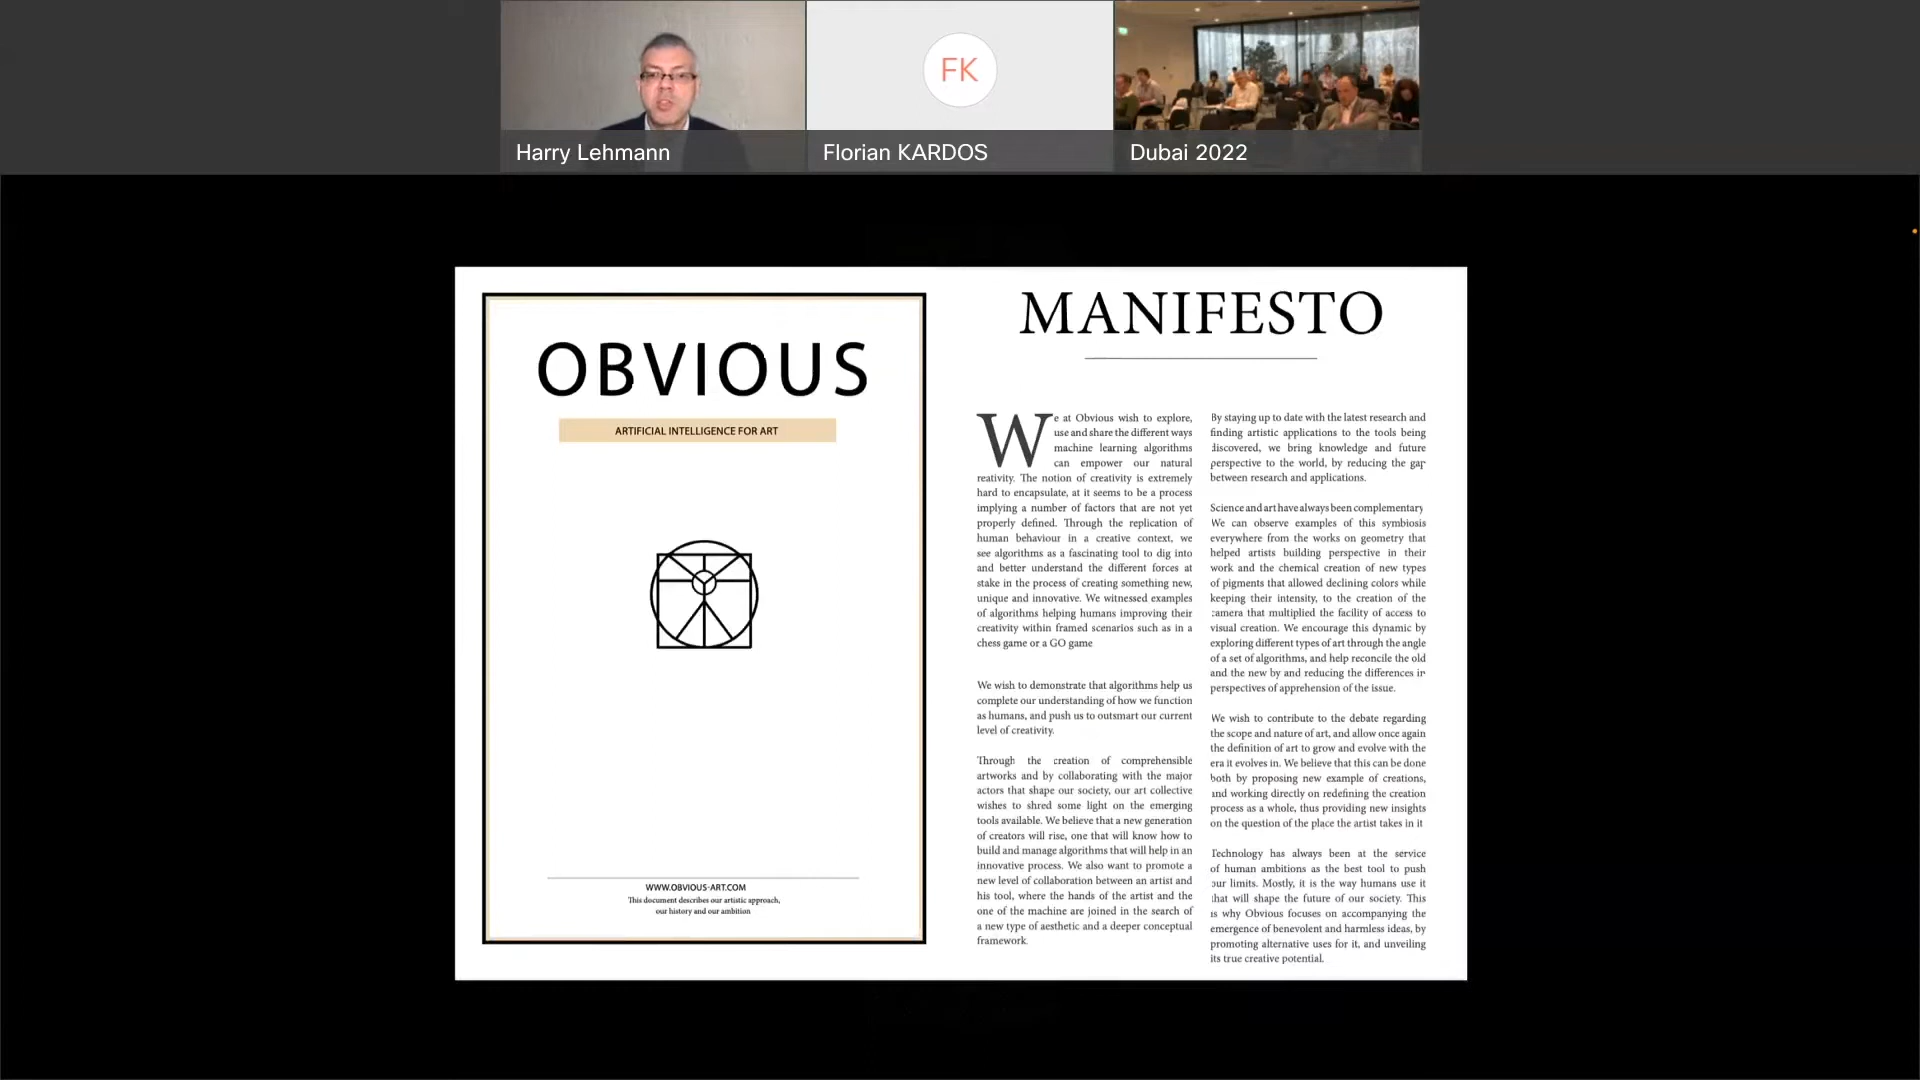 FK
Harry Lehmann
Florian KARDOS
Dubai 2022
OBVIOUS
ARTIFICIAL INTELLIGENCE FOR ART
WWW.OBVIOUS-ART.COM
This document describes our artistic approach,
our history and our ambition
MANIFESTO
We at Obvious wish to explore,
use and share the different ways
machine learning algorithms
can empower our natural
reativity. The notion of creativity is extremely
hard to encapsulate, at it seems to be a process
implying a number of factors that are not yet
properly defined. Through the replication of
human behaviour in a creative context, we
see algorithms as a fascinating tool to dig into
and better understand the different forces at
stake in the process of creating something new,
unique and innovative. We witnessed examples
of algorithms helping humans improving their
creativity within framed scenarios such as in a
chess game or a GO game
We wish to demonstrate that algorithms help us
complete our understanding of how we function
as humans, and push us to outsmart our current
level of creativity.
Through the creation of comprehensible
artworks and by collaborating with the major
actors that shape our society, our art collective
wishes to shred some light on the emerging
tools available. We believe that a new generation
of creators will rise, one that will know how to
build and manage algorithms that will help in an
innovative process. We also want to promote a
new level of collaboration between an artist and
his tool, where the hands of the artist and the
one of the machine are joined in the search of
a new type of aesthetic and a deeper conceptual
framework.
By staying up to date with the latest research and
finding artistic applications to the tools being
discovered, we bring knowledge and future
perspective to the world, by reducing the gap
between research and applications.
Science and art have always been complementary
We can observe examples of this symbiosis
everywhere from the works on geometry that
helped artists building perspective in their
work and the chemical creation of new types
of pigments that allowed declining colors while
keeping their intensity, to the creation of the
camera that multiplied the facility of access to
visual creation. We encourage this dynamic by
exploring different types of art through the angle
of a set of algorithms, and help reconcile the old
and the new by and reducing the differences in
perspectives of apprehension of the issue.
We wish to contribute to the debate regarding
the scope and nature of art, and allow once again
the definition of art to grow and evolve with the
era it evolves in. We believe that this can be done
both by proposing new example of creations,
and working directly on redefining the creation
process as a whole, thus providing new insights
on the question of the place the artist takes in it
Technology has always been at the service
of human ambitions as the best tool to push
our limits. Mostly, it is the way humans use it
that will shape the future of our society. This
is why Obvious focuses on accompanying the
emergence of benevolent and harmless ideas, by
promoting alternative uses for it, and unveiling
its true creative potential.